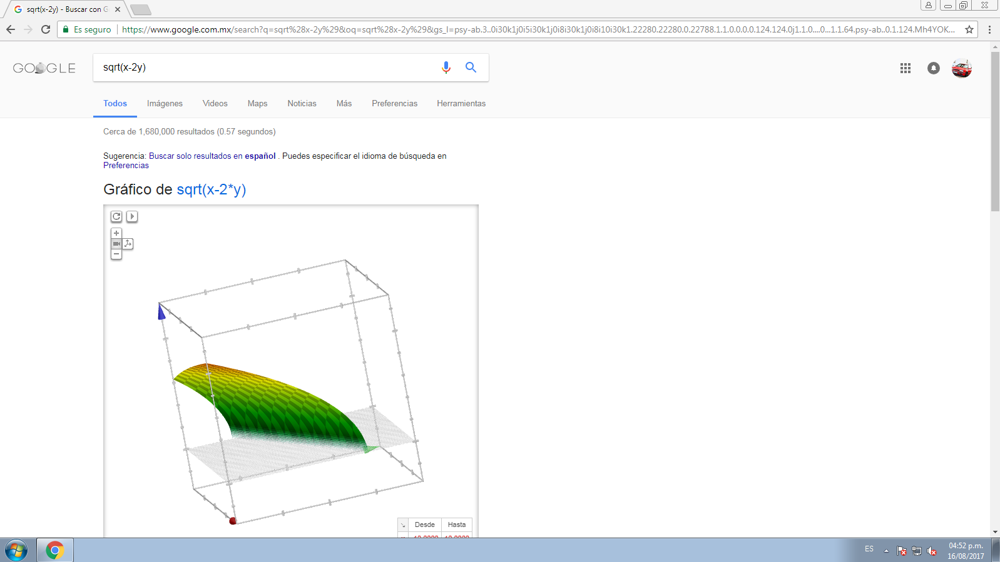 sqrt(x-2y) - Buscar con G
Es seguro
https://www.google.com.mx/search?q=sqrt%28x-2y%29&oq=sqrt%28x-2y%29&gs_l=psy-ab.3..0i30k1j0i5i30k1j0i8i30k1j0i8i10i30k1.22280.22280.0.22788.1.1.0.0.0.0.124.124.0j1.1.0....0...1.1.64.psy-ab..0.1.124.Mh4YOK...
GOOGLE
sqrt(x-2y)
Todos Imágenes Videos Maps Noticias Más Preferencias Herramientas
Cerca de 1,680,000 resultados (0.57 segundos)
Sugerencia: Buscar solo resultados en español . Puedes especificar el idioma de búsqueda en
Preferencias
Gráfico de sqrt(x-2*y)
Desde Hasta
ES
04:52 p.m.
16/08/2017